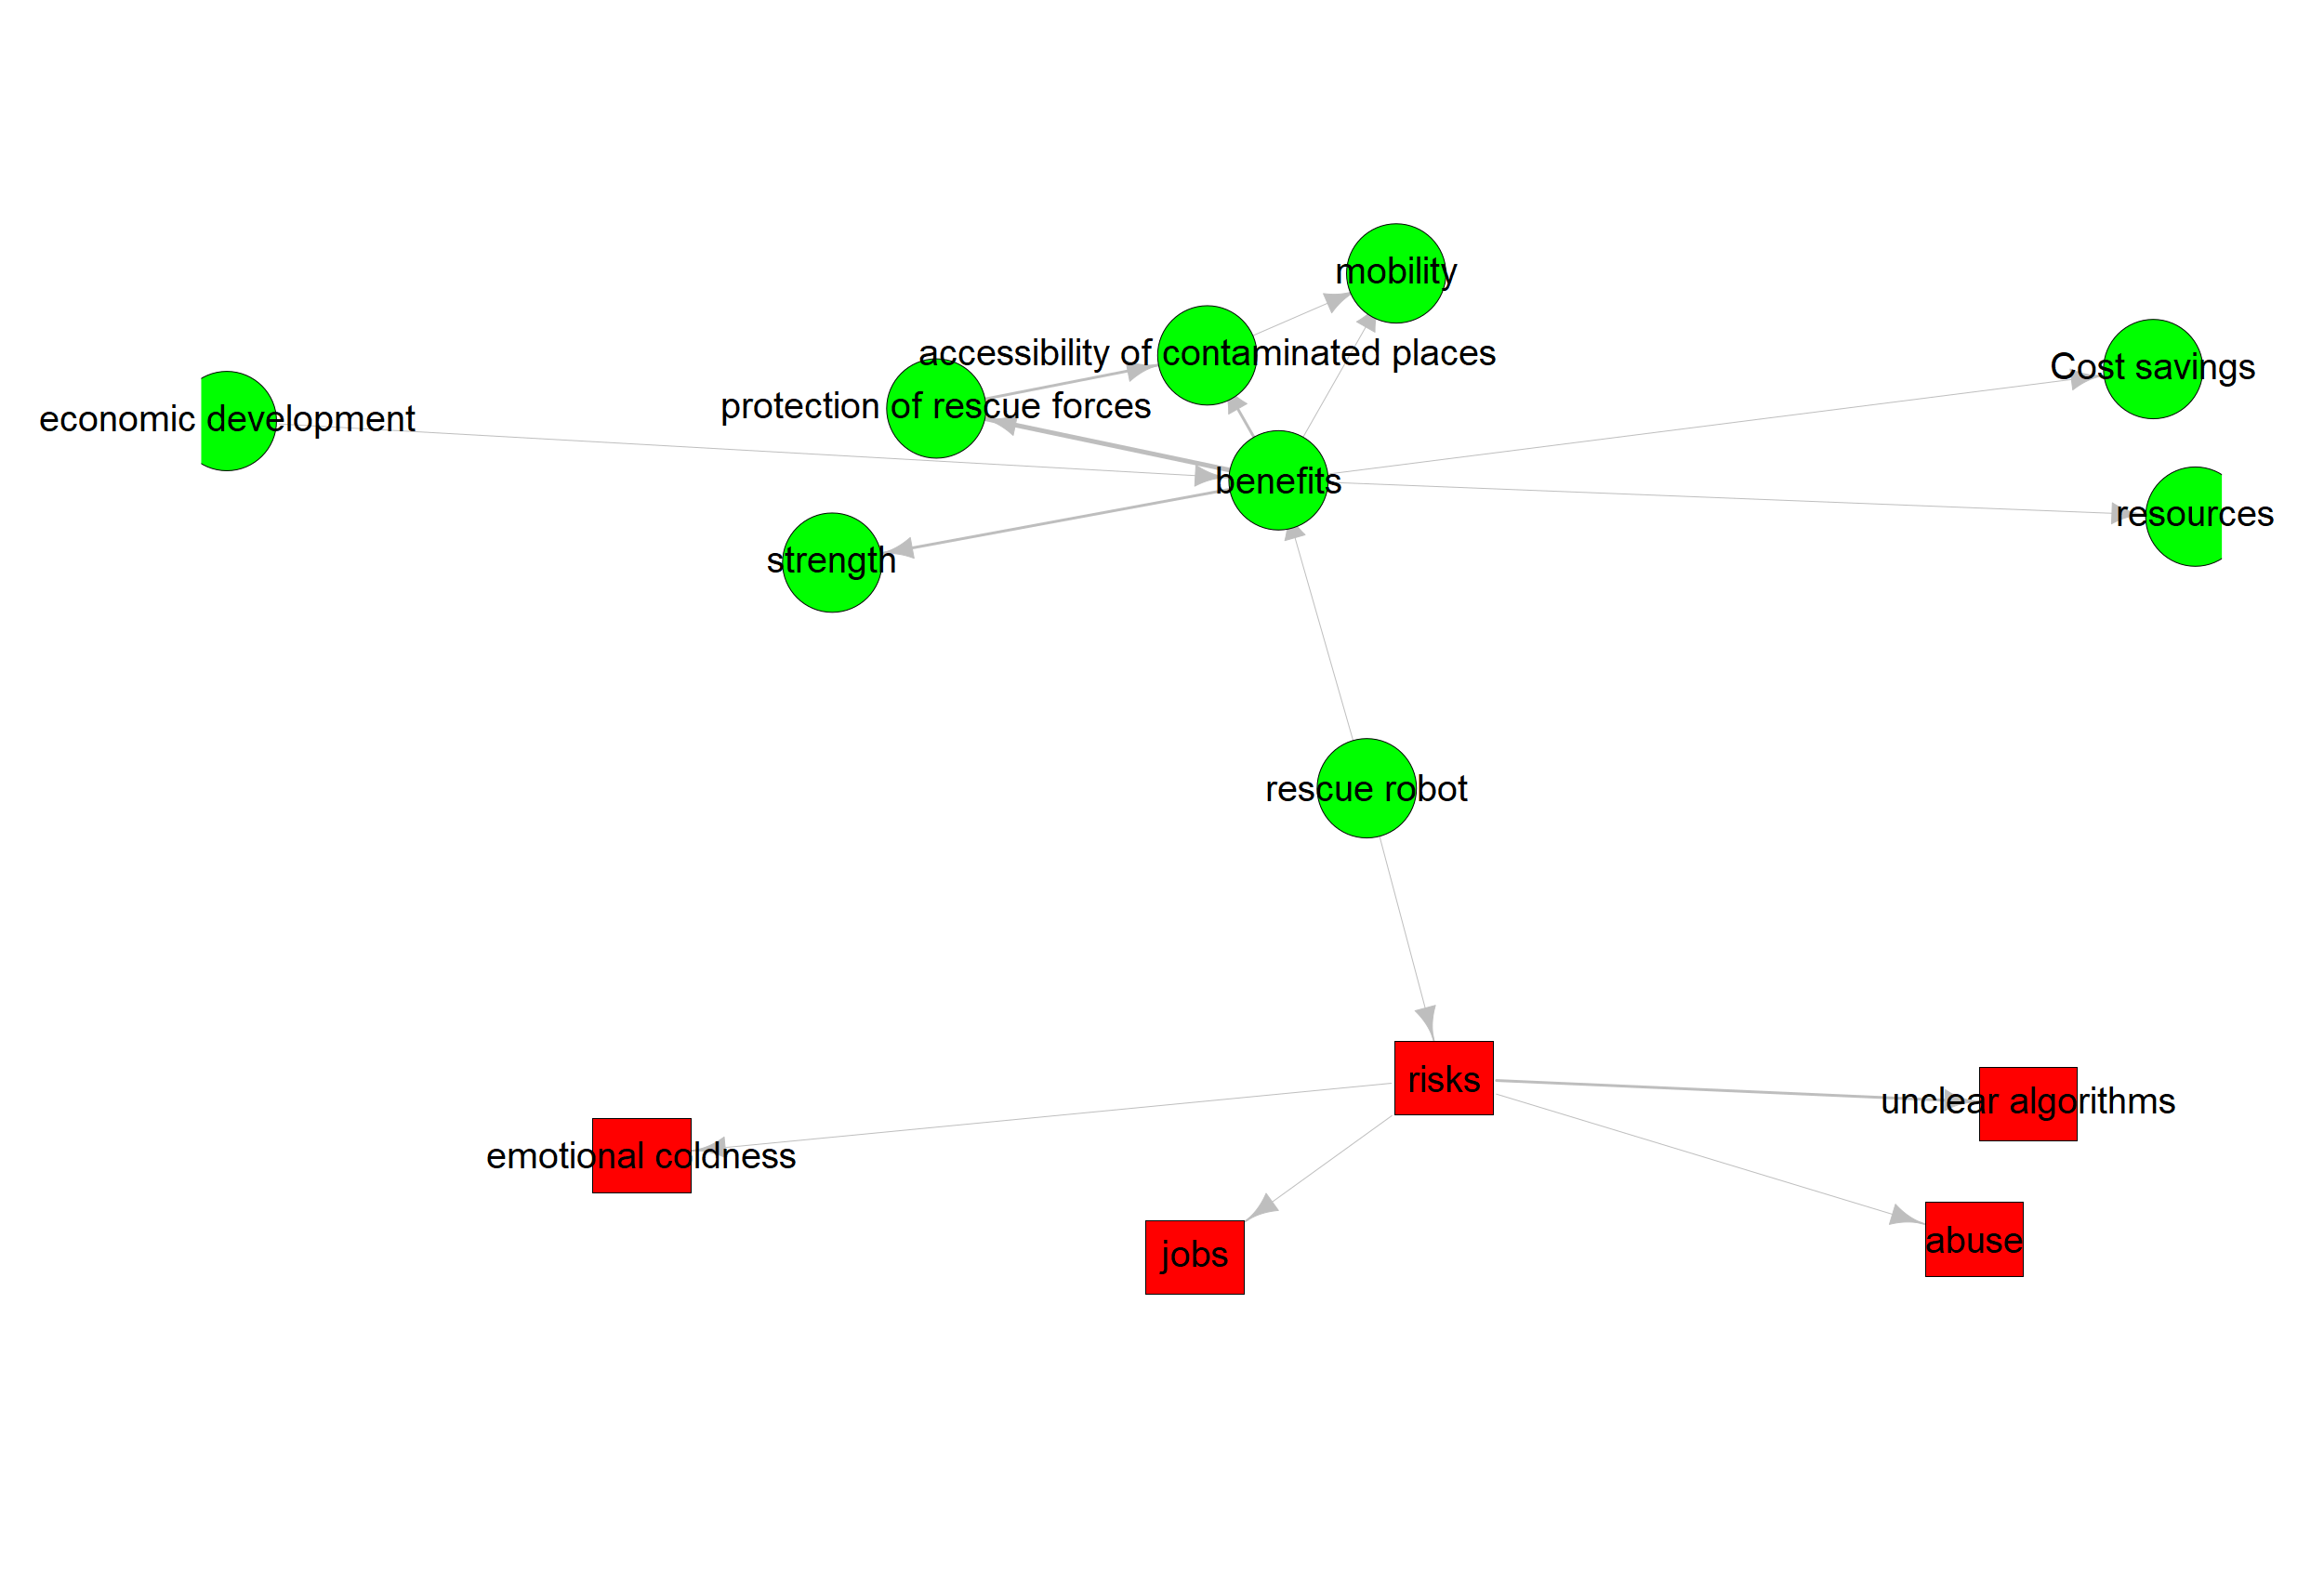 mobility
accessibility of contaminated places
Cost savings
protection of rescue forces
economic development
benefits
resources
strength
rescue robot
risks
unclear algorithms
emotional coldness
abuse
jobs